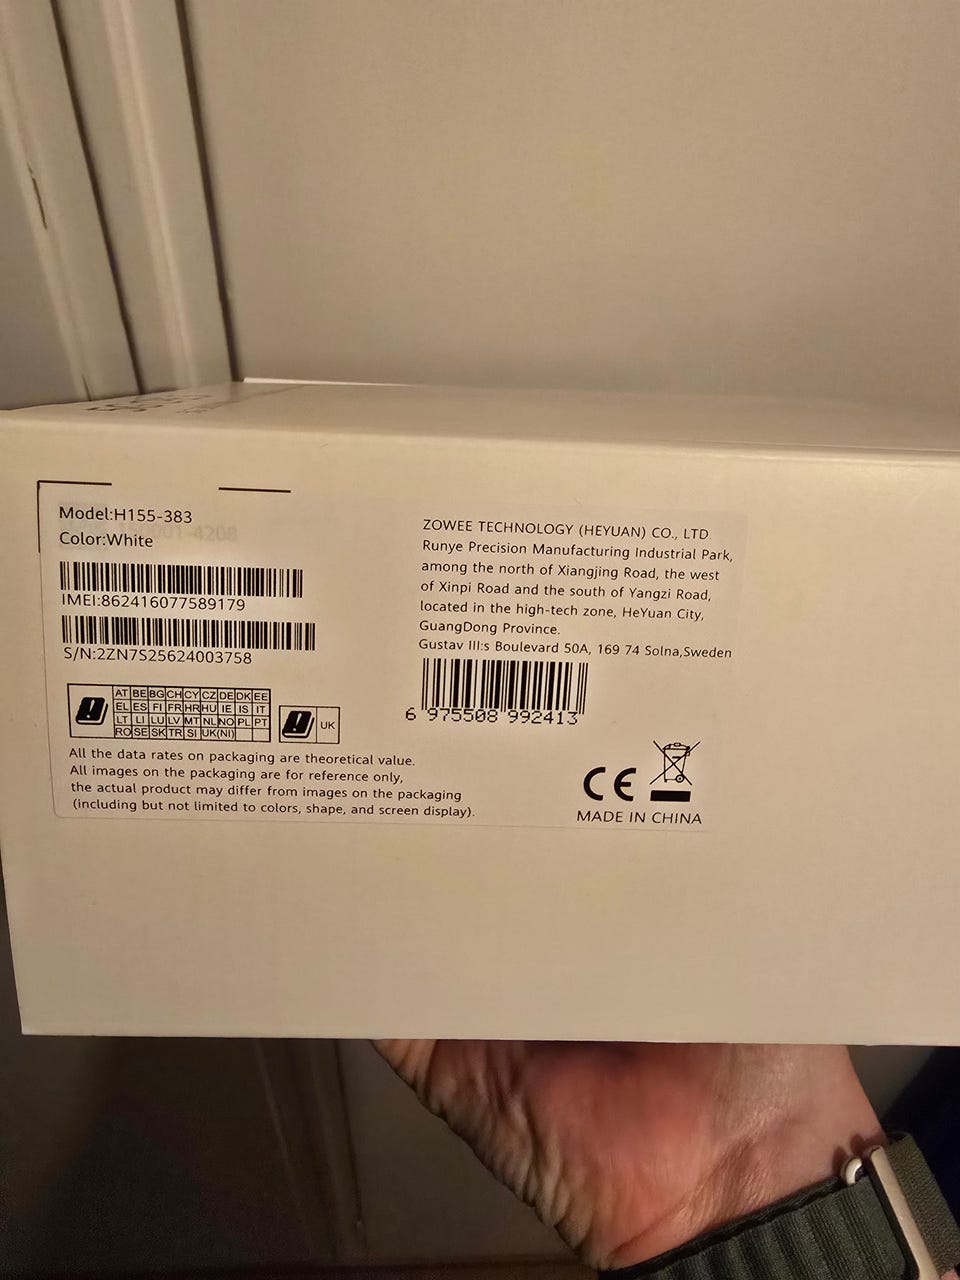 Model:H155-383
Color:White
IMEI:862416077589179
S/N:2ZN7S25624003758
AT BE BG CH CY CZ DE DK EE
EL ES FI FR HR HU IE IS IT
LT LI LU LV MT NL NO PL PT
RO SE SK TR SI UK(NI)
UK
All the data rates on packaging are theoretical value.
All images on the packaging are for reference only,
the actual product may differ from images on the packaging
(including but not limited to colors, shape, and screen display).
ZOWEE TECHNOLOGY (HEYUAN) CO., LTD.
Runye Precision Manufacturing Industrial Park,
among the north of Xiangjing Road, the west
of Xinpi Road and the south of Yangzi Road,
located in the high-tech zone, HeYuan City,
GuangDong Province.
Gustav III:s Boulevard 50A, 169 74 Solna,Sweden
6 975508 992413
CE
MADE IN CHINA